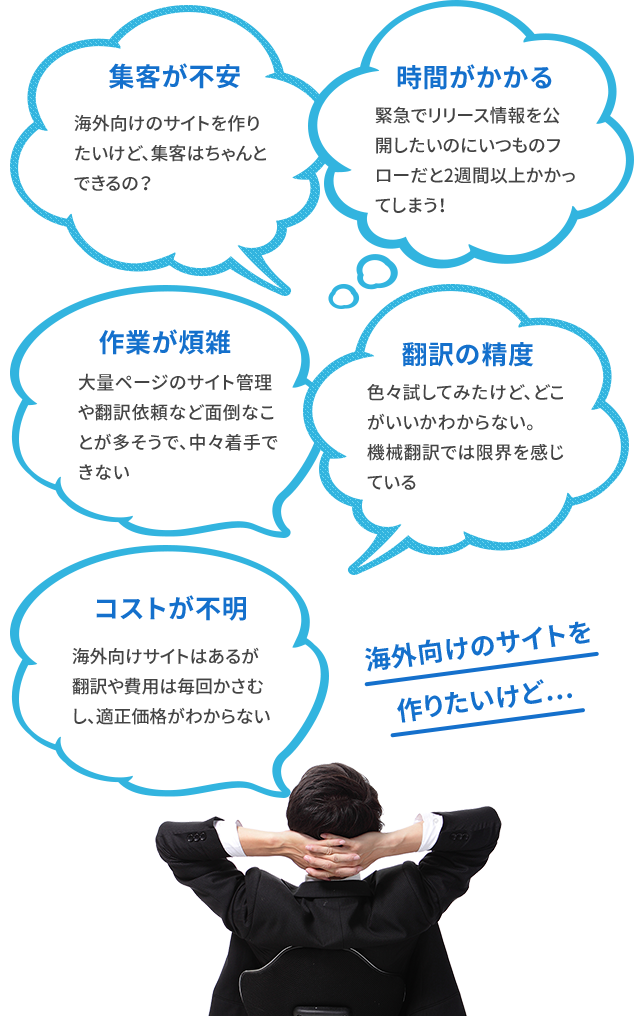 集客が不安
海外向けのサイトを作り
たいけど、集客はちゃんと
できるの？
時間がかかる
緊急でリリース情報を公
開したいのにいつものフ
ローだと2週間以上かかっ
てしまう！
作業が煩雑
大量ページのサイト管理
や翻訳依頼など面倒なこ
とが多そうで、中々着手で
きない
翻訳の精度
色々試してみたけど、どこ
がいいかわからない。
機械翻訳では限界を感じ
ている
コストが不明
海外向けサイトはあるが
翻訳や費用は毎回かさむ
し、適正価格がわからない
海外向けのサイトを
作りたいけど…